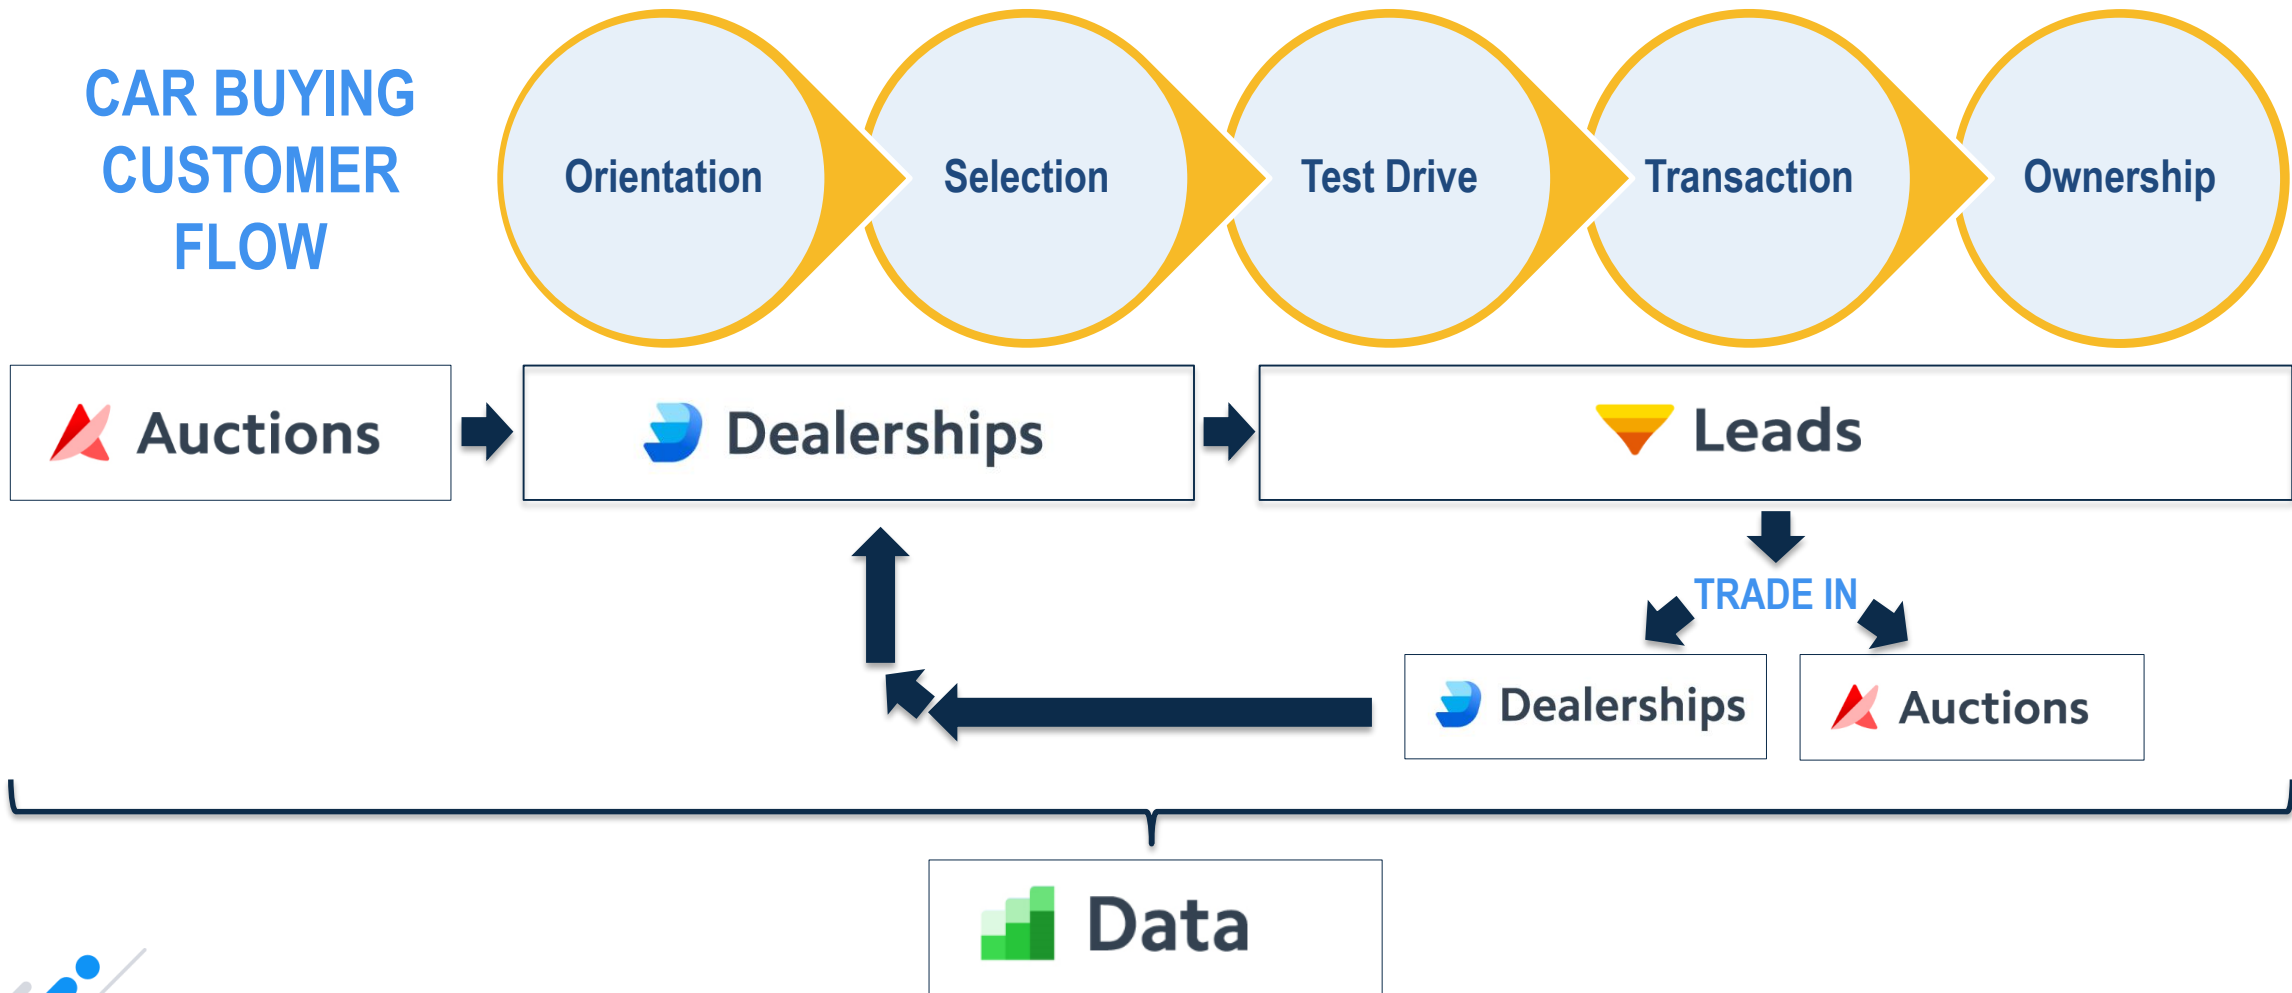 CAR BUYING
CUSTOMER
FLOW
Orientation
Selection
Test Drive
Transaction
Ownership
Auctions
Dealerships
Leads
TRADE IN
Dealerships
Auctions
Data